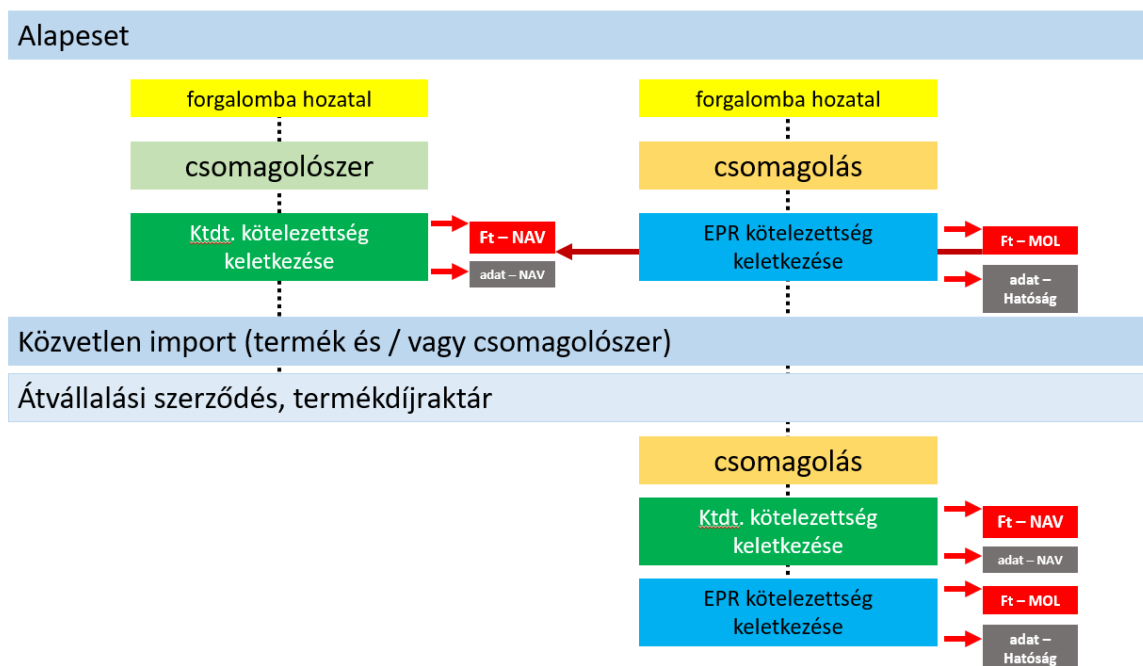 Alapeset
forgalomba hozatal
csomagolószer
Ktdt. kötelezettség
keletkezése
Ft – NAV
adat – NAV
forgalomba hozatal
csomagolás
EPR kötelezettség
keletkezése
Ft – MOL
adat –
Hatóság
Közvetlen import (termék és / vagy csomagolószer)
Átvállalási szerződés, termékdíjraktár
csomagolás
Ktdt. kötelezettség
keletkezése
Ft – NAV
adat – NAV
EPR kötelezettség
keletkezése
Ft – MOL
adat –
Hatóság